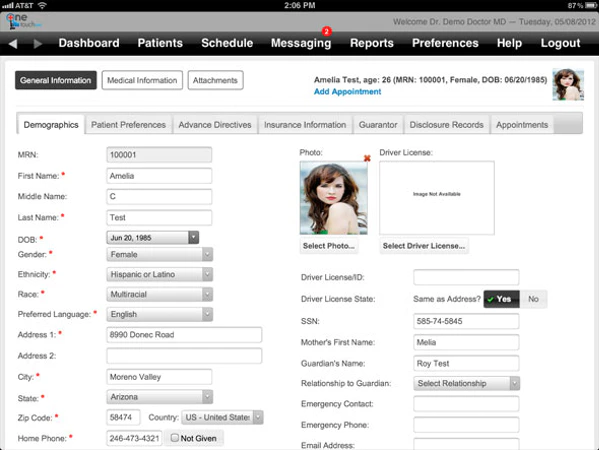 AT&T 2:06 PM 87%
One touch
Welcome Dr. Demo Doctor MD — Tuesday, 05/08/2012
Dashboard Patients Schedule Messaging 2 Reports Preferences Help Logout
General Information Medical Information Attachments
Amelia Test, age: 26 (MRN: 100001, Female, DOB: 06/20/1985)
Add Appointment
Demographics Patient Preferences Advance Directives Insurance Information Guarantor Disclosure Records Appointments
MRN: 100001
First Name: * Amelia
Middle Name: C
Last Name: * Test
DOB: * Jun 20, 1985
Gender: * Female
Ethnicity: * Hispanic or Latino
Race: * Multiracial
Preferred Language: * English
Address 1: * 8990 Donec Road
Address 2:
City: * Moreno Valley
State: * Arizona
Zip Code: * 58474 Country: US - United States
Home Phone: * 246-473-4321 Not Given
Photo: Driver License:
Image Not Available
Select Photo... Select Driver License...
Driver License/ID:
Driver License State: Same as Address? Yes No
SSN: 585-74-5845
Mother's First Name: Melia
Guardian's Name: Roy Test
Relationship to Guardian: Select Relationship
Emergency Contact:
Emergency Phone:
Email Address: